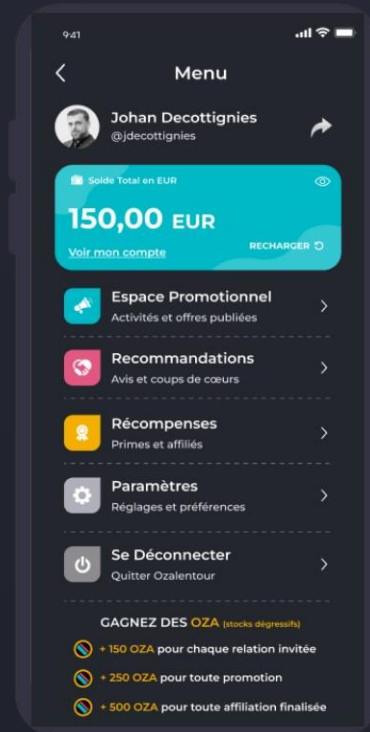 9:41
Menu
Johan Decottignies
@jdecottignies
Solde Total en EUR
150,00 EUR
Voir mon compte
RECHARGER
Espace Promotionnel
Activités et offres publiées
Recommandations
Avis et coups de cœurs
Récompenses
Primes et affiliés
Paramètres
Réglages et préférences
Se Déconnecter
Quitter Ozalentour
GAGNEZ DES OZA (stocks dégressifs)
+ 150 OZA pour chaque relation invitée
+ 250 OZA pour toute promotion
+ 500 OZA pour toute affiliation finalisée